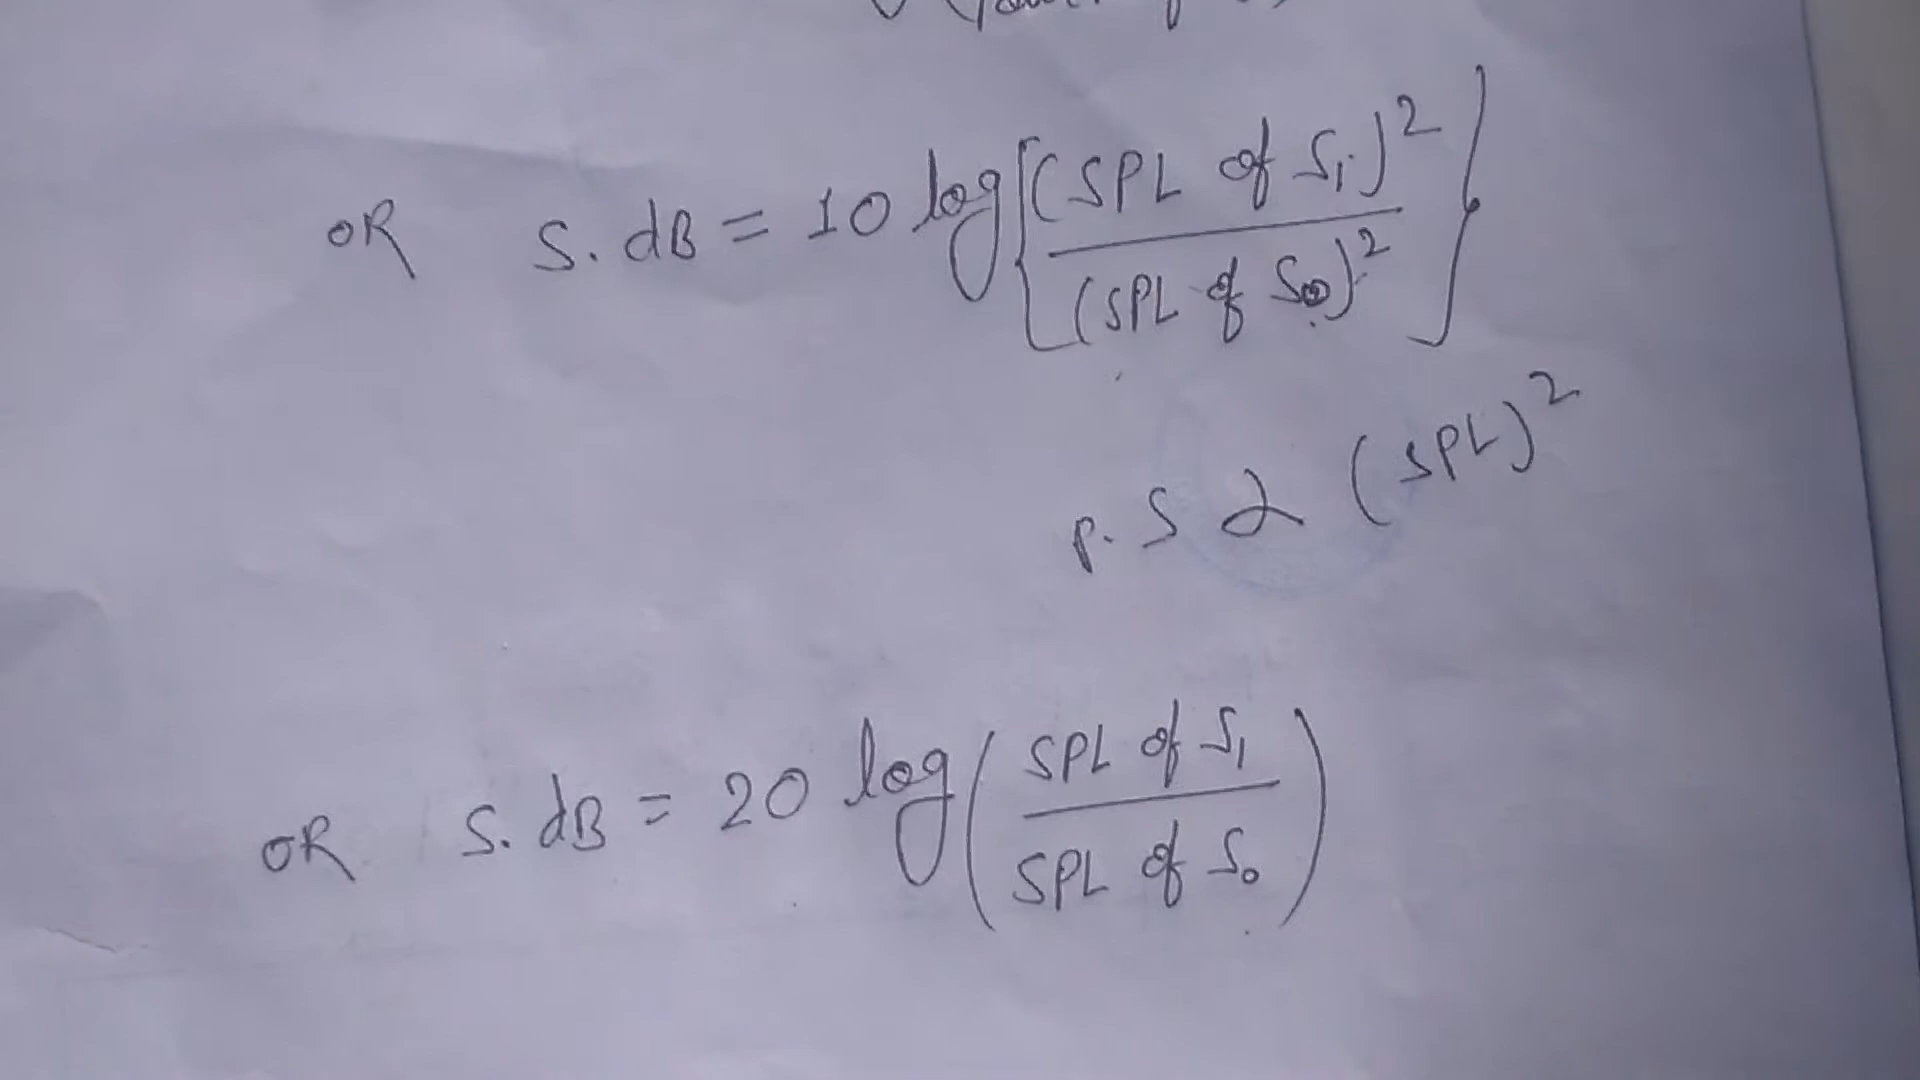 OR S. dB = 10 log {(SPL of S₁)² / (SPL of S₀)²}
P. S α (SPL)²
OR S. dB = 20 log (SPL of S₁ / SPL of S₀)